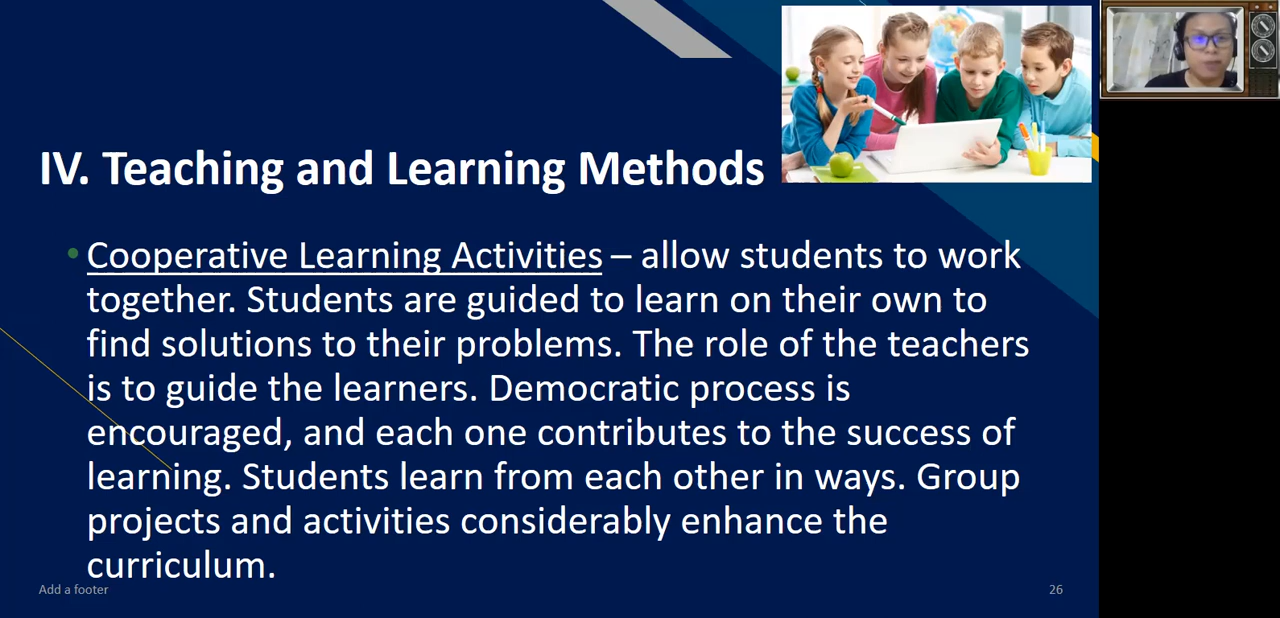 IV. Teaching and Learning Methods
• Cooperative Learning Activities – allow students to work
together. Students are guided to learn on their own to
find solutions to their problems. The role of the teachers
is to guide the learners. Democratic process is
encouraged, and each one contributes to the success of
learning. Students learn from each other in ways. Group
projects and activities considerably enhance the
curriculum.
Add a footer
26